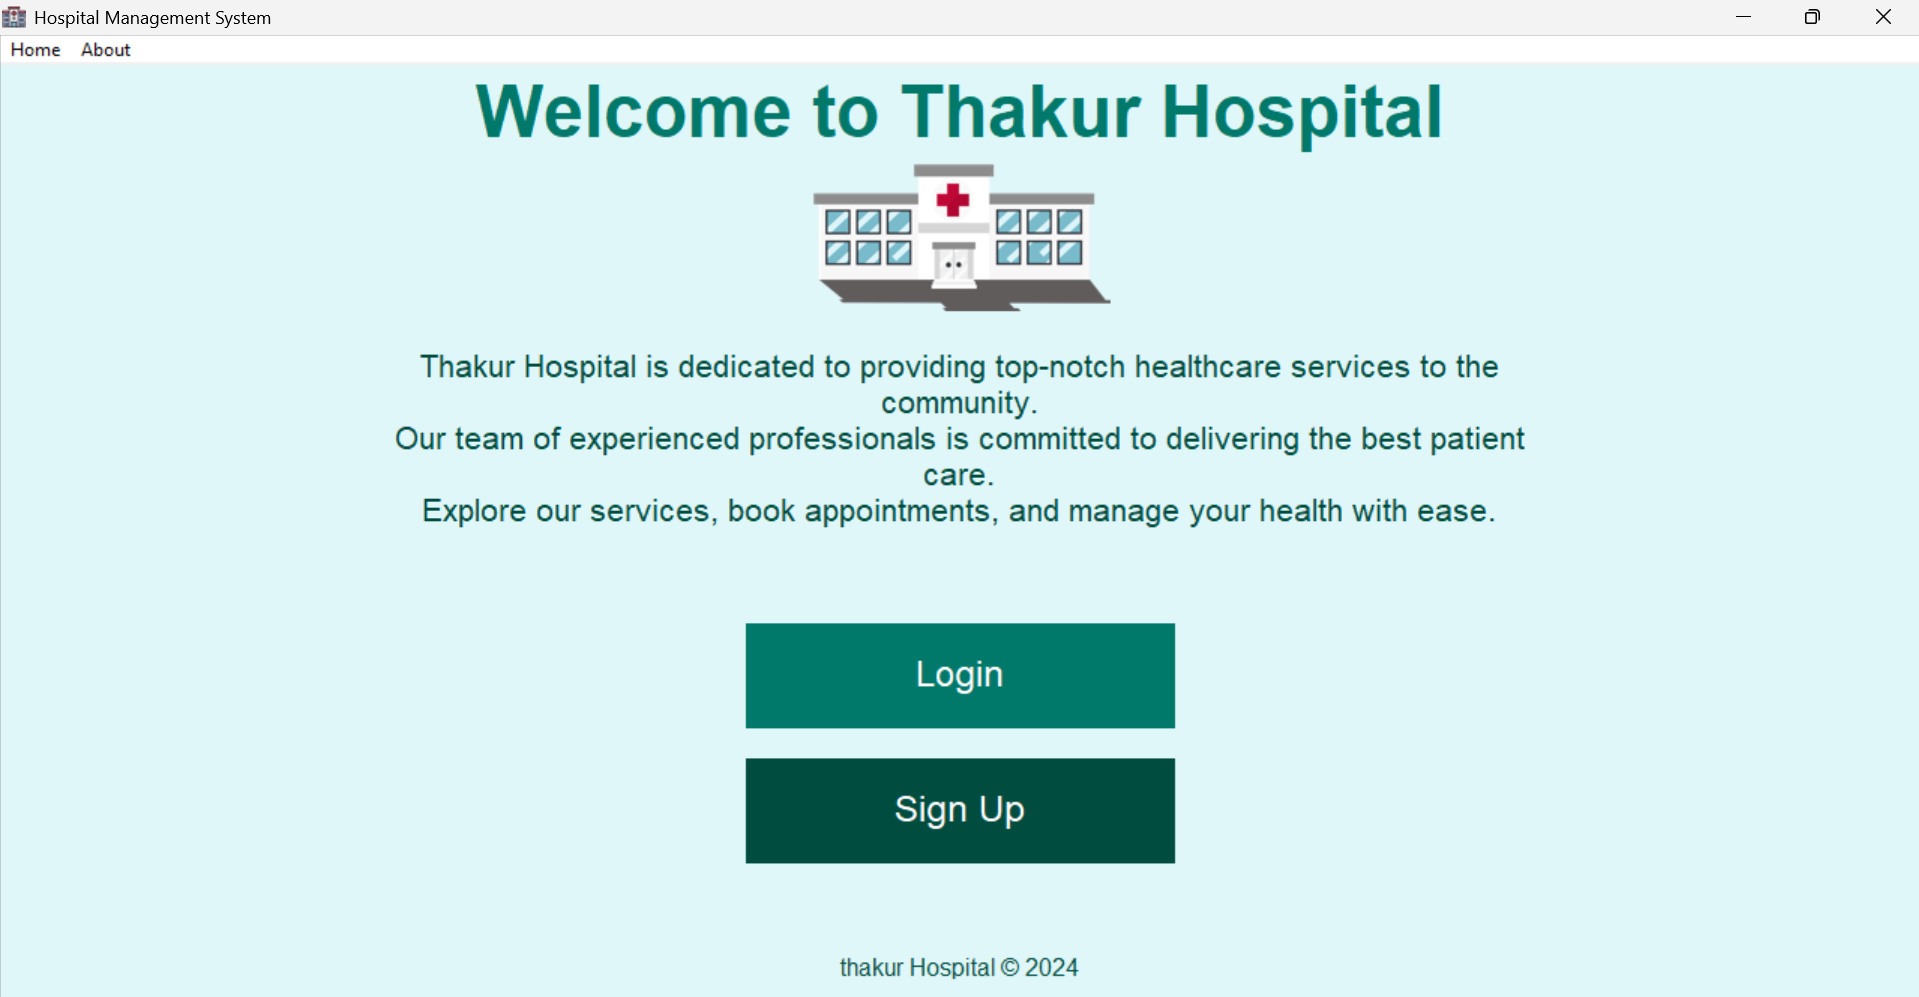 Hospital Management System
Home About
Welcome to Thakur Hospital
Thakur Hospital is dedicated to providing top-notch healthcare services to the
community.
Our team of experienced professionals is committed to delivering the best patient
care.
Explore our services, book appointments, and manage your health with ease.
Login
Sign Up
thakur Hospital © 2024